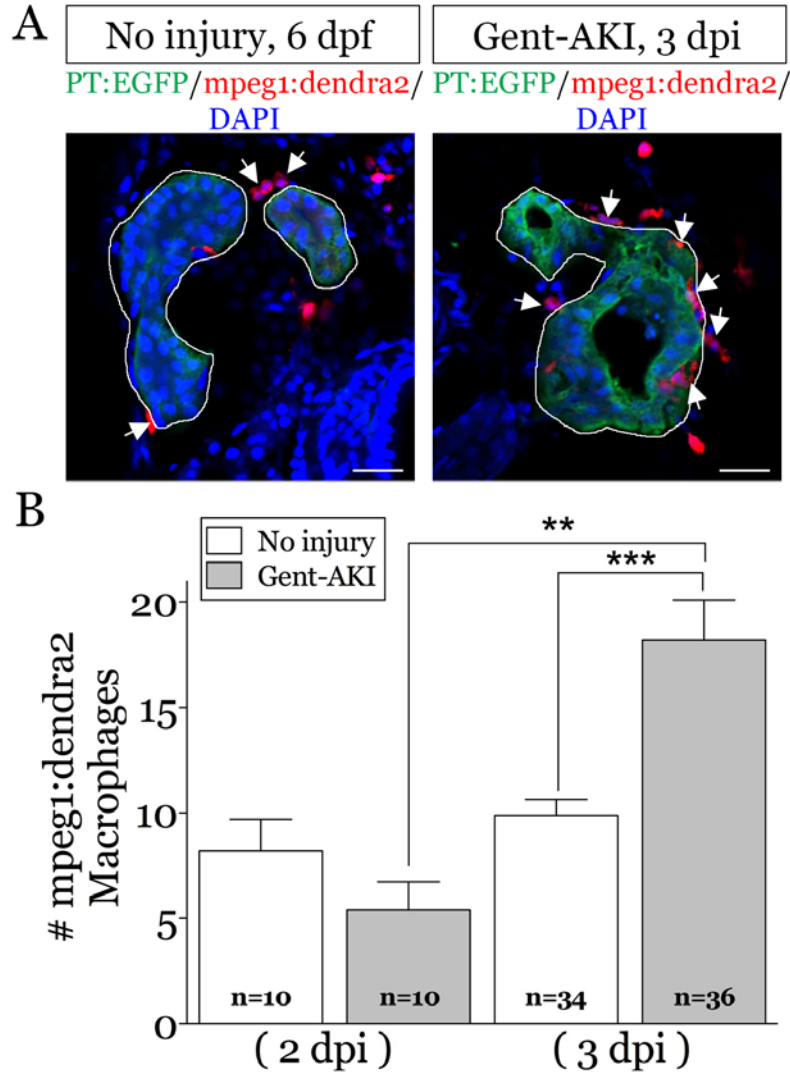 A
No injury, 6 dpf
Gent-AKI, 3 dpi
PT:EGFP/mpeg1:dendra2/
DAPI
PT:EGFP/mpeg1:dendra2/
DAPI
B
No injury
Gent-AKI
**
***
# mpeg1:dendra2
Macrophages
20
15
10
5
0
n=10
n=10
n=34
n=36
( 2 dpi )
( 3 dpi )